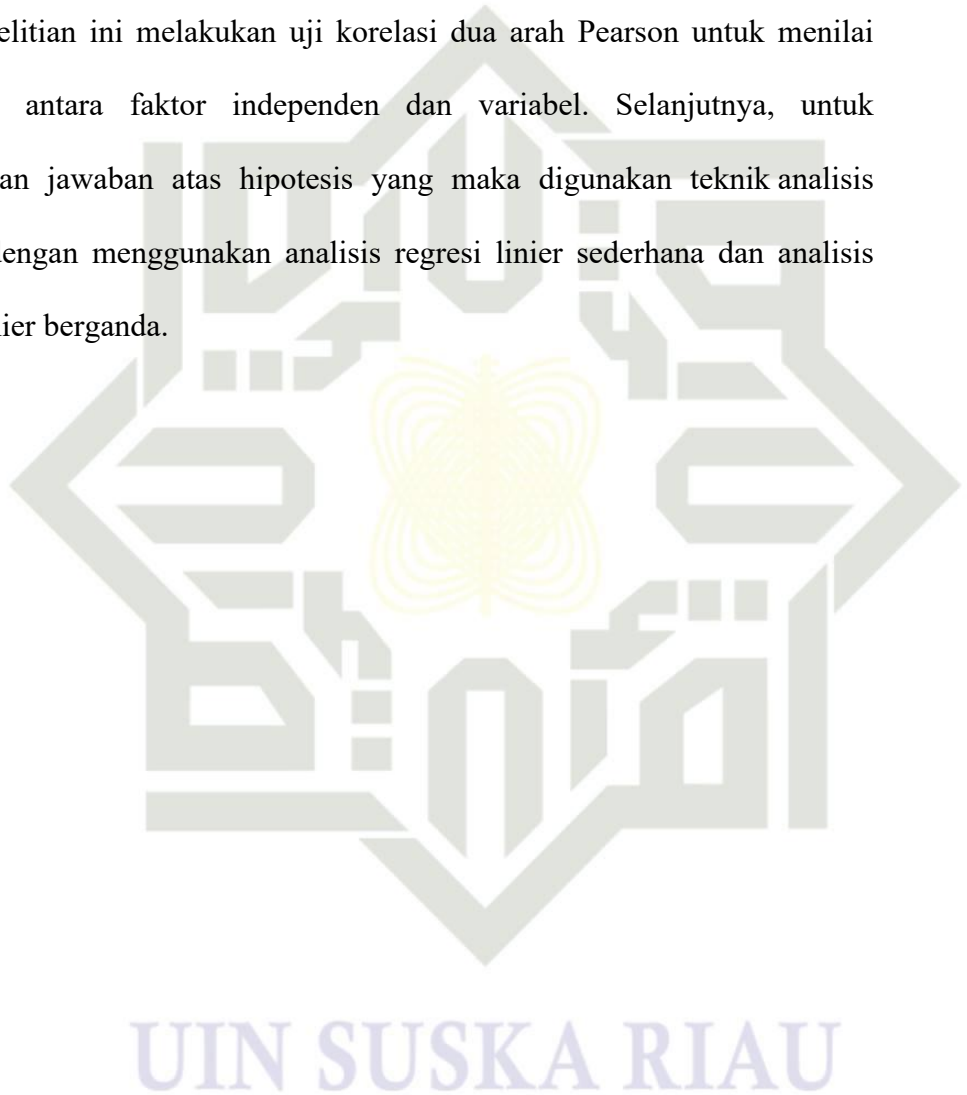 elitian ini melakukan uji korelasi dua arah Pearson untuk menilai
antara faktor independen dan variabel. Selanjutnya, untuk
an jawaban atas hipotesis yang maka digunakan teknik analisis
dengan menggunakan analisis regresi linier sederhana dan analisis
ier berganda.
UIN SUSKA RIAU